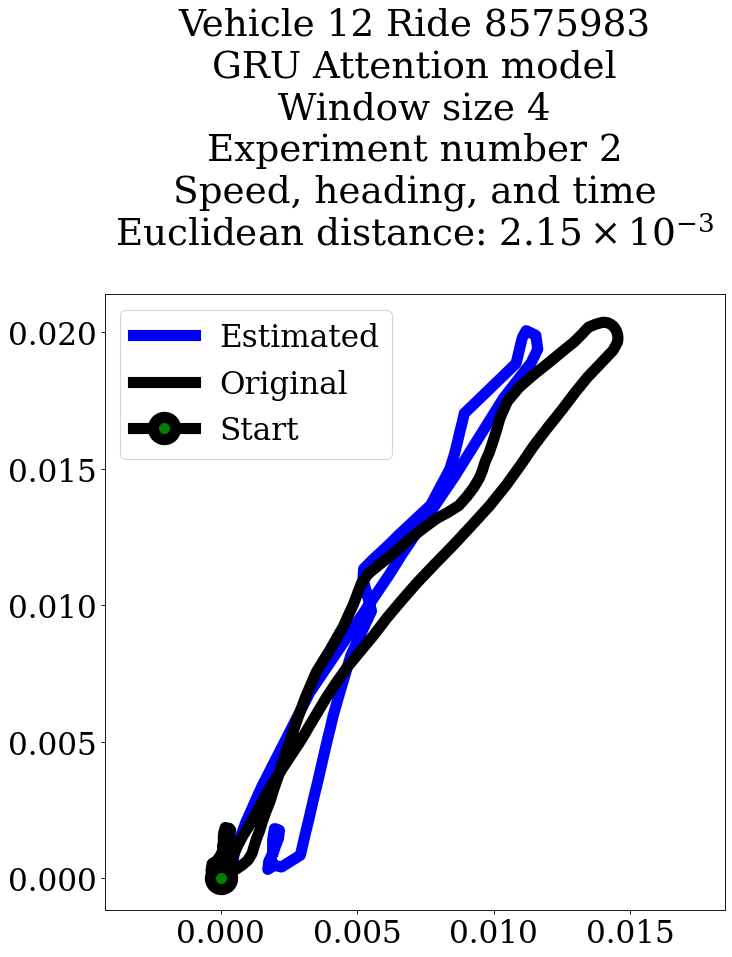 Vehicle 12 Ride 8575983
GRU Attention model
Window size 4
Experiment number 2
Speed, heading, and time
Euclidean distance: 2.15 × 10⁻³
Estimated
Original
Start
0.020
0.015
0.010
0.005
0.000
0.000 0.005 0.010 0.015